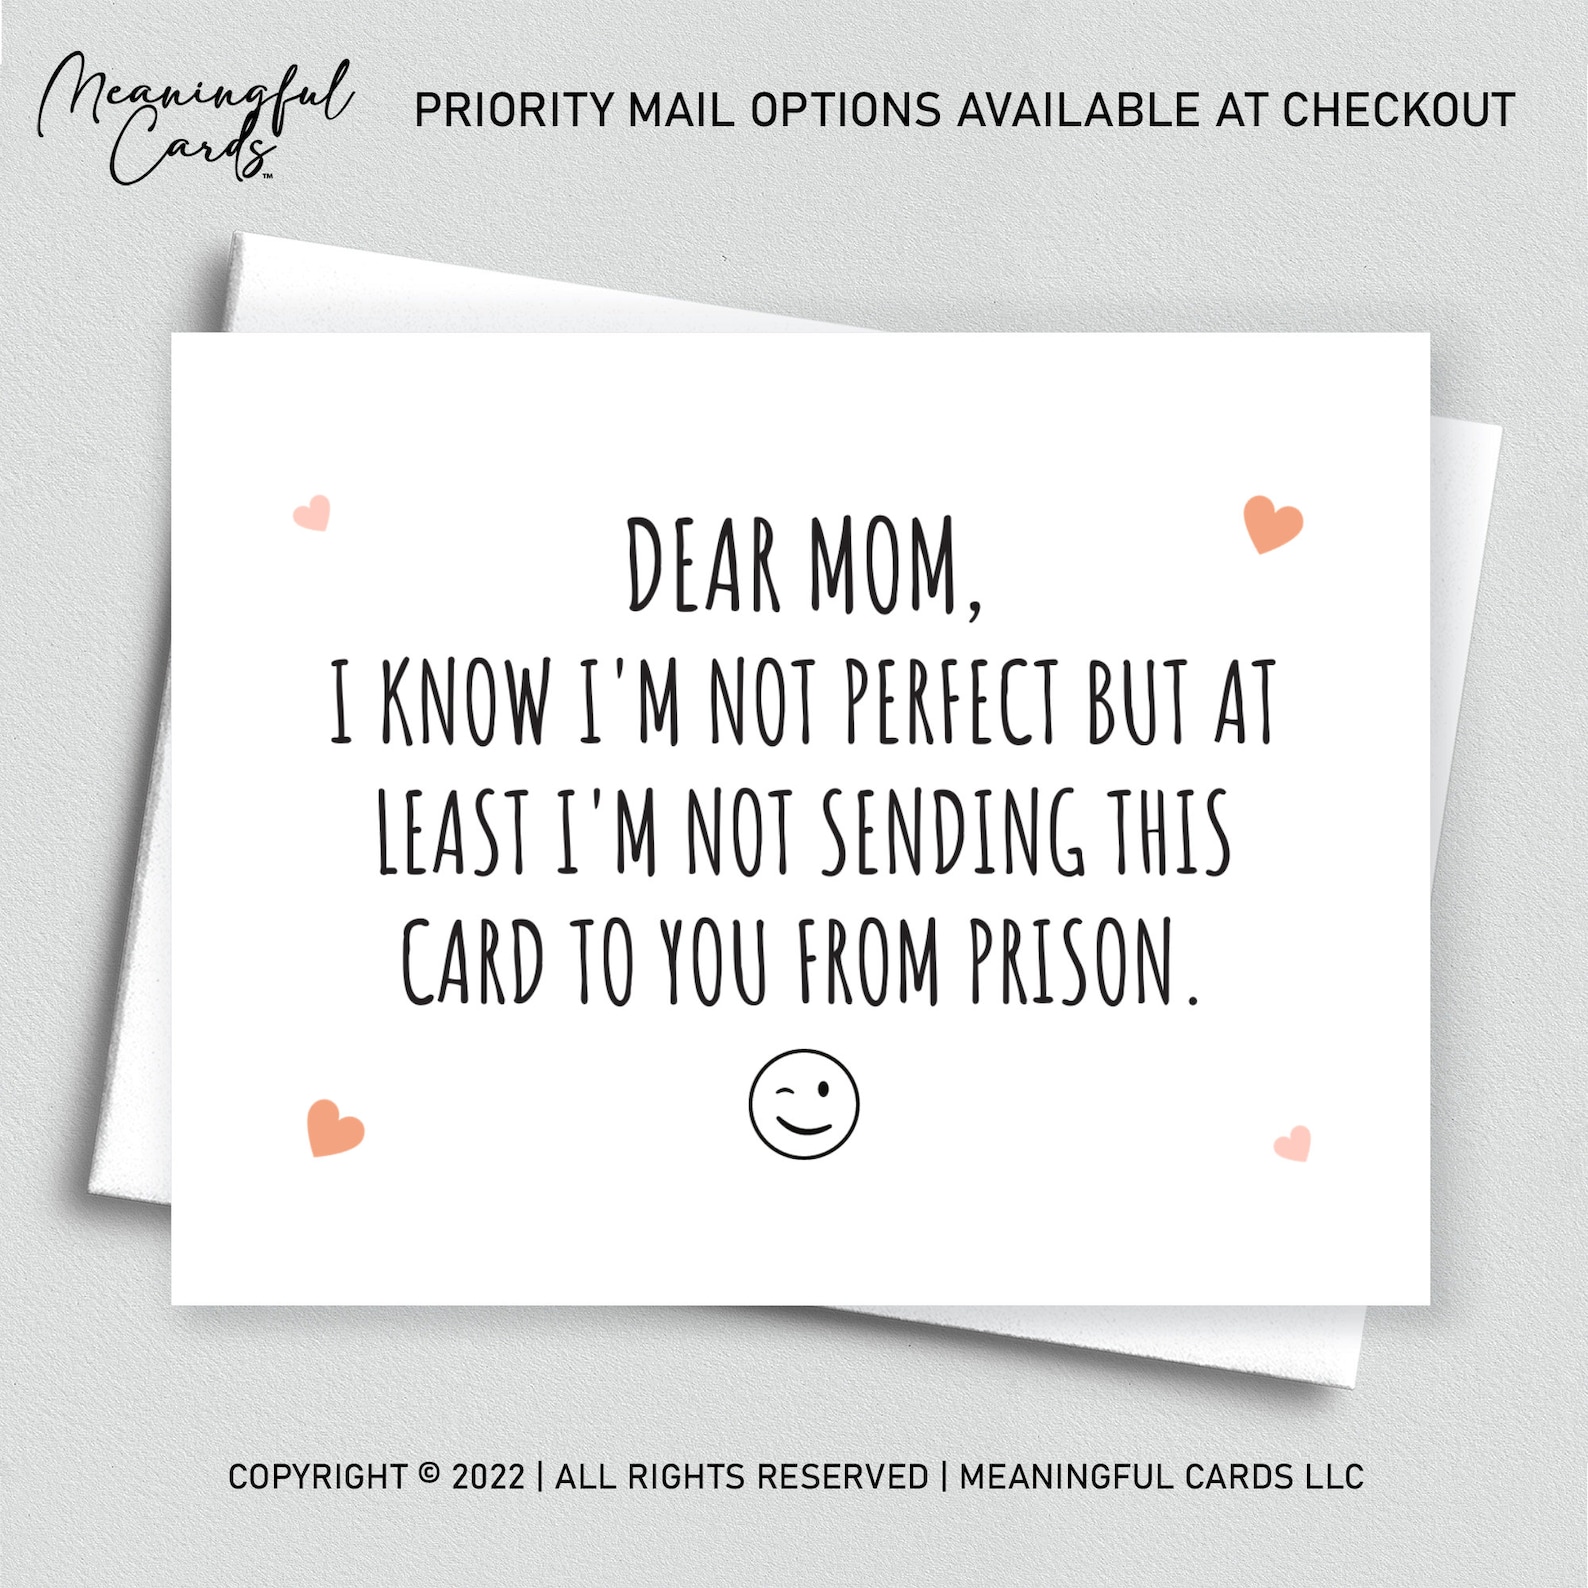 Meaningful
Cards™
PRIORITY MAIL OPTIONS AVAILABLE AT CHECKOUT
DEAR MOM,
I KNOW I'M NOT PERFECT BUT AT
LEAST I'M NOT SENDING THIS
CARD TO YOU FROM PRISON.
COPYRIGHT © 2022 | ALL RIGHTS RESERVED | MEANINGFUL CARDS LLC